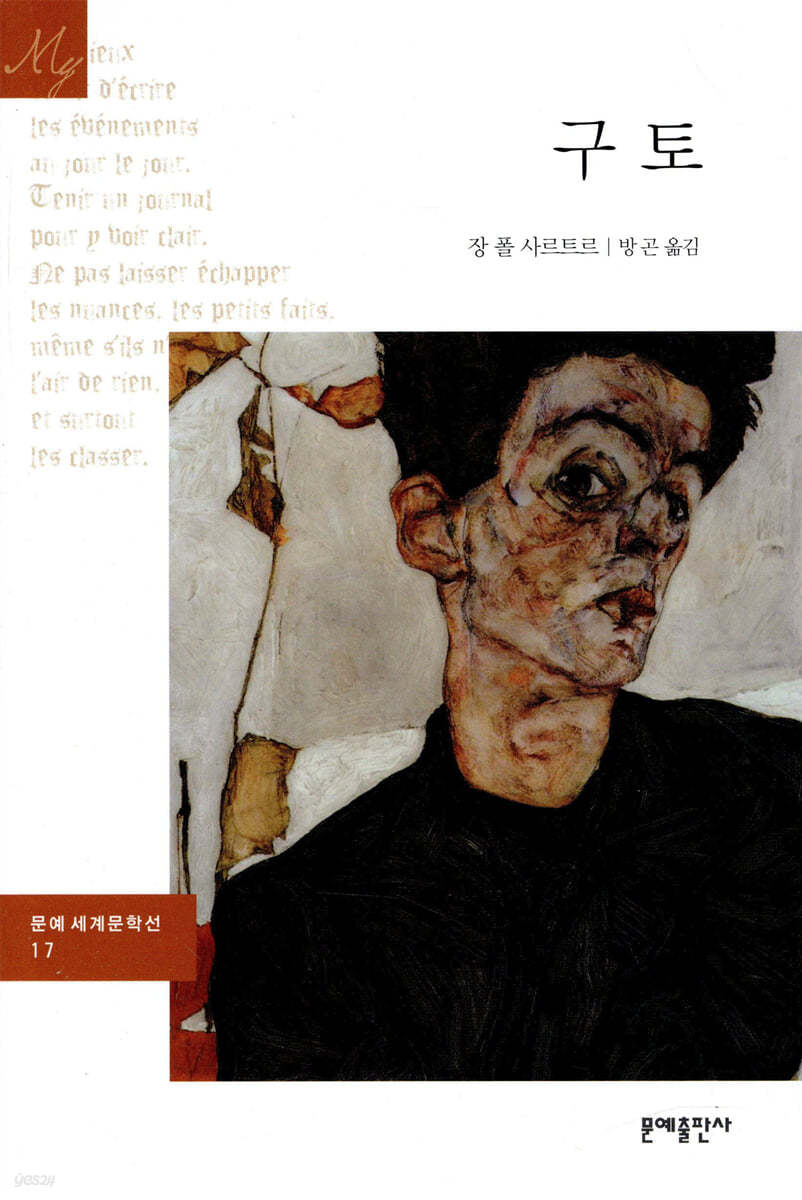 My
ieux
d'écrire
les événements
au jour le jour.
Tenir un journal
pour y voir clair.
Ne pas laisser échapper
les nuances, les petits faits,
même s'ils n
l'air de rien,
et surtout
les classer.
구토
장 폴 사르트르 | 방곤 옮김
문예 세계문학선
17
문예출판사
yes24